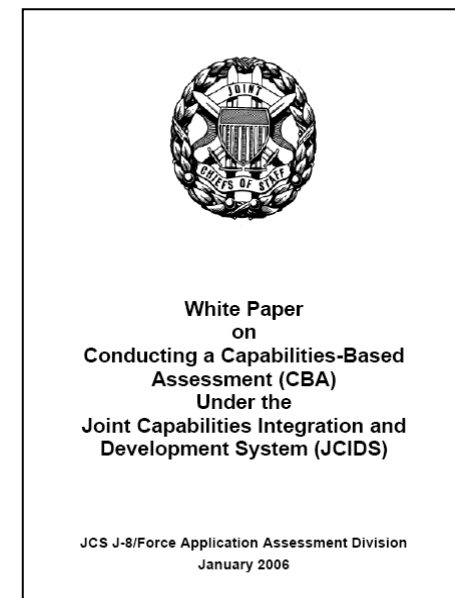 JOINT
CHIEFS OF STAFF
White Paper
on
Conducting a Capabilities-Based
Assessment (CBA)
Under the
Joint Capabilities Integration and
Development System (JCIDS)
JCS J-8/Force Application Assessment Division
January 2006